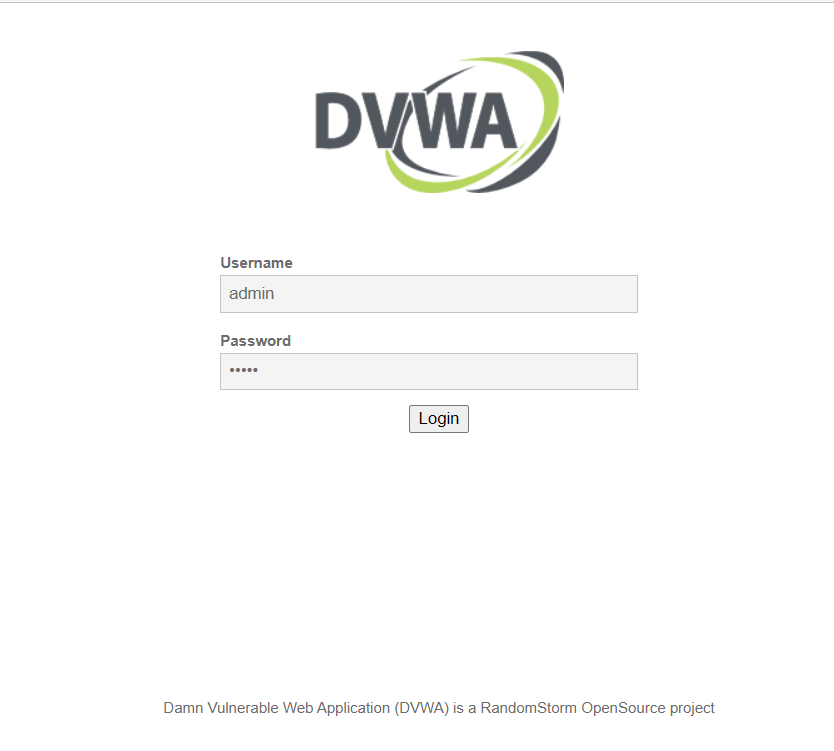 DVWA
Username
admin
Password
•••••
Login
Damn Vulnerable Web Application (DVWA) is a RandomStorm OpenSource project